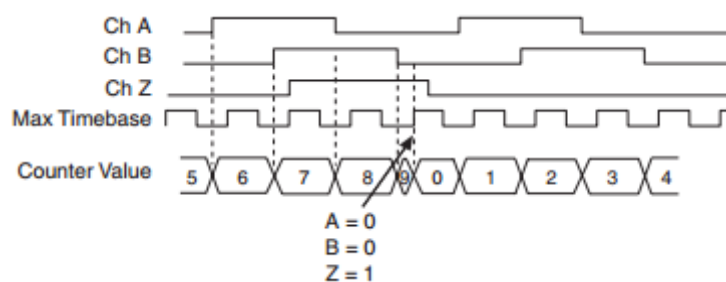 Ch A
Ch B
Ch Z
Max Timebase
Counter Value 5 6 7 8 9 0 1 2 3 4
A = 0
B = 0
Z = 1